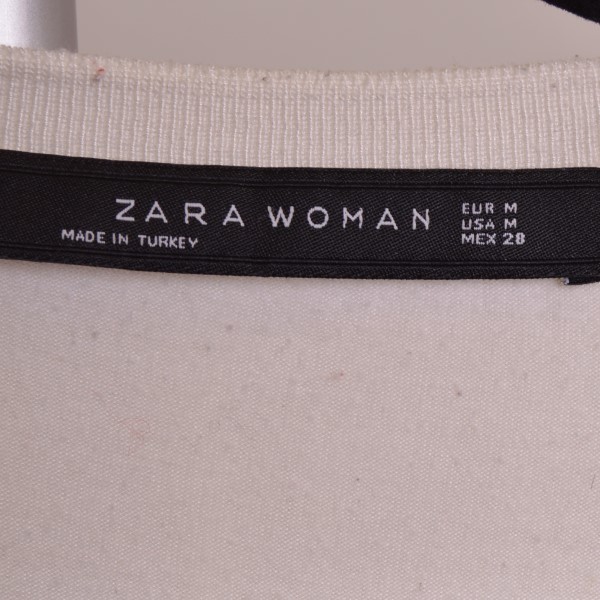 ZARA WOMAN
MADE IN TURKEY
EUR M
USA M
MEX 28